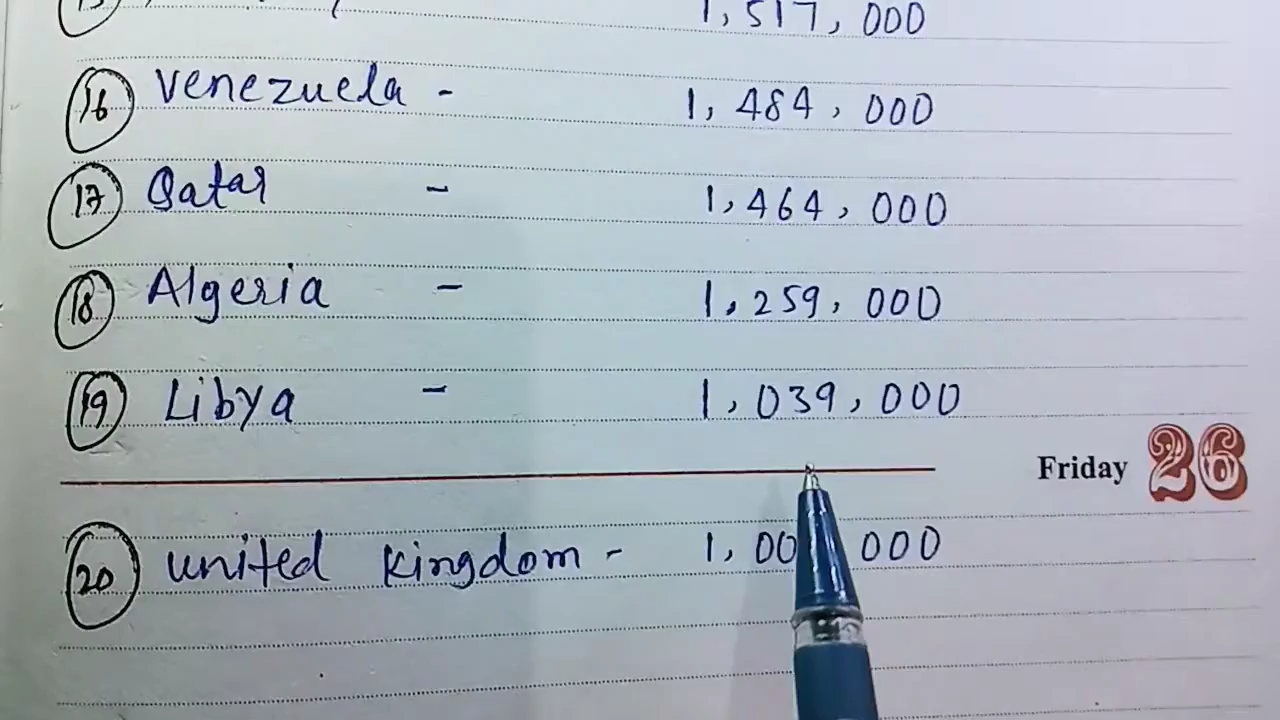 1,517,000
16 Venezuela - 1,484,000
17 Qatar - 1,464,000
18 Algeria - 1,259,000
19 Libya - 1,039,000
Friday 26
20 united kingdom - 1,00 000